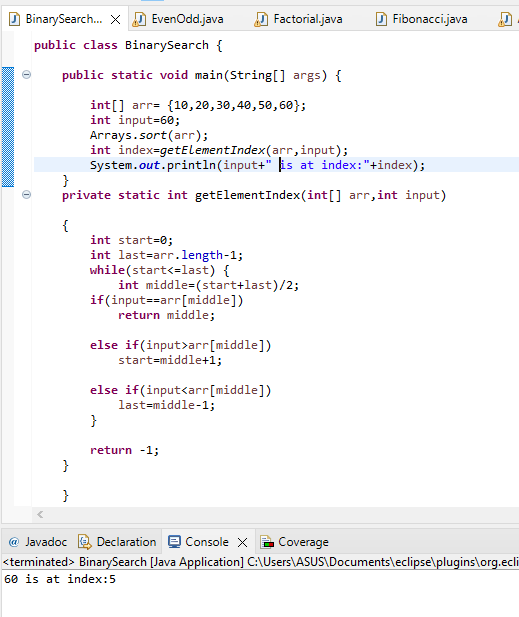 BinarySearch... EvenOdd.java Factorial.java Fibonacci.java
public class BinarySearch {
public static void main(String[] args) {
int[] arr= {10,20,30,40,50,60};
int input=60;
Arrays.sort(arr);
int index=getElementIndex(arr,input);
System.out.println(input+" is at index:"+index);
}
private static int getElementIndex(int[] arr,int input)
{
int start=0;
int last=arr.length-1;
while(start<=last) {
int middle=(start+last)/2;
if(input==arr[middle])
return middle;
else if(input>arr[middle])
start=middle+1;
else if(input<arr[middle])
last=middle-1;
}
return -1;
}
}
@ Javadoc Declaration Console Coverage
<terminated> BinarySearch [Java Application] C:\Users\ASUS\Documents\eclipse\plugins\org.ecli
60 is at index:5